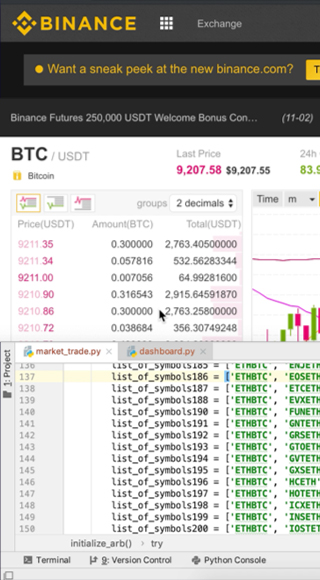 BINANCE
Exchange
Want a sneak peek at the new binance.com?
Binance Futures 250,000 USDT Welcome Bonus Con... (11-02)
BTC / USDT
Last Price
24h
Bitcoin
9,207.58 $9,207.55
83.9
groups 2 decimals
Time m
Price(USDT) Amount(BTC) Total(USDT)
9211.35 0.300000 2,763.40500000
9211.34 0.057816 532.56283344
9211.00 0.007056 64.99281600
9210.90 0.316543 2,915.64591870
9210.86 0.300000 2,763.25800000
9210.72 0.038684 356.30749248
1: Project
market_trade.py dashboard.py
136 list_of_symbols185 = ['ETHBTC', 'ENJETH
137 list_of_symbols186 = ['ETHBTC', 'EOSETH
138 list_of_symbols187 = ['ETHBTC', 'ETCETH
139 list_of_symbols188 = ['ETHBTC', 'EVXETH
140 list_of_symbols190 = ['ETHBTC', 'FUNETH
141 list_of_symbols191 = ['ETHBTC', 'GNTETH
142 list_of_symbols192 = ['ETHBTC', 'GRSETH
143 list_of_symbols193 = ['ETHBTC', 'GTOETH
144 list_of_symbols194 = ['ETHBTC', 'GVTETH
145 list_of_symbols195 = ['ETHBTC', 'GXSETH
146 list_of_symbols196 = ['ETHBTC', 'HCETH'
147 list_of_symbols197 = ['ETHBTC', 'HOTETH
148 list_of_symbols198 = ['ETHBTC', 'ICXETH
149 list_of_symbols199 = ['ETHBTC', 'INSETH
150 list_of_symbols200 = ['ETHBTC', 'IOSTET
initialize_arb() › try
Terminal 9: Version Control Python Console